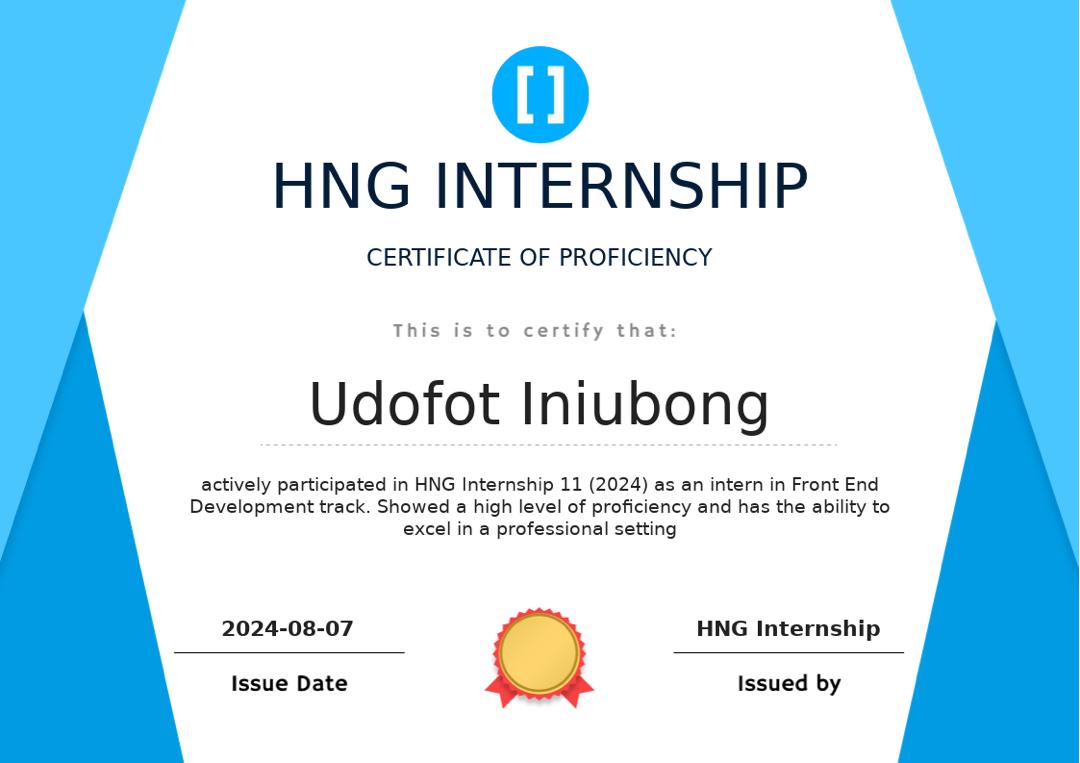 [ ]
HNG INTERNSHIP
CERTIFICATE OF PROFICIENCY
This is to certify that:
Udofot Iniubong
actively participated in HNG Internship 11 (2024) as an intern in Front End
Development track. Showed a high level of proficiency and has the ability to
excel in a professional setting
2024-08-07
HNG Internship
Issue Date
Issued by